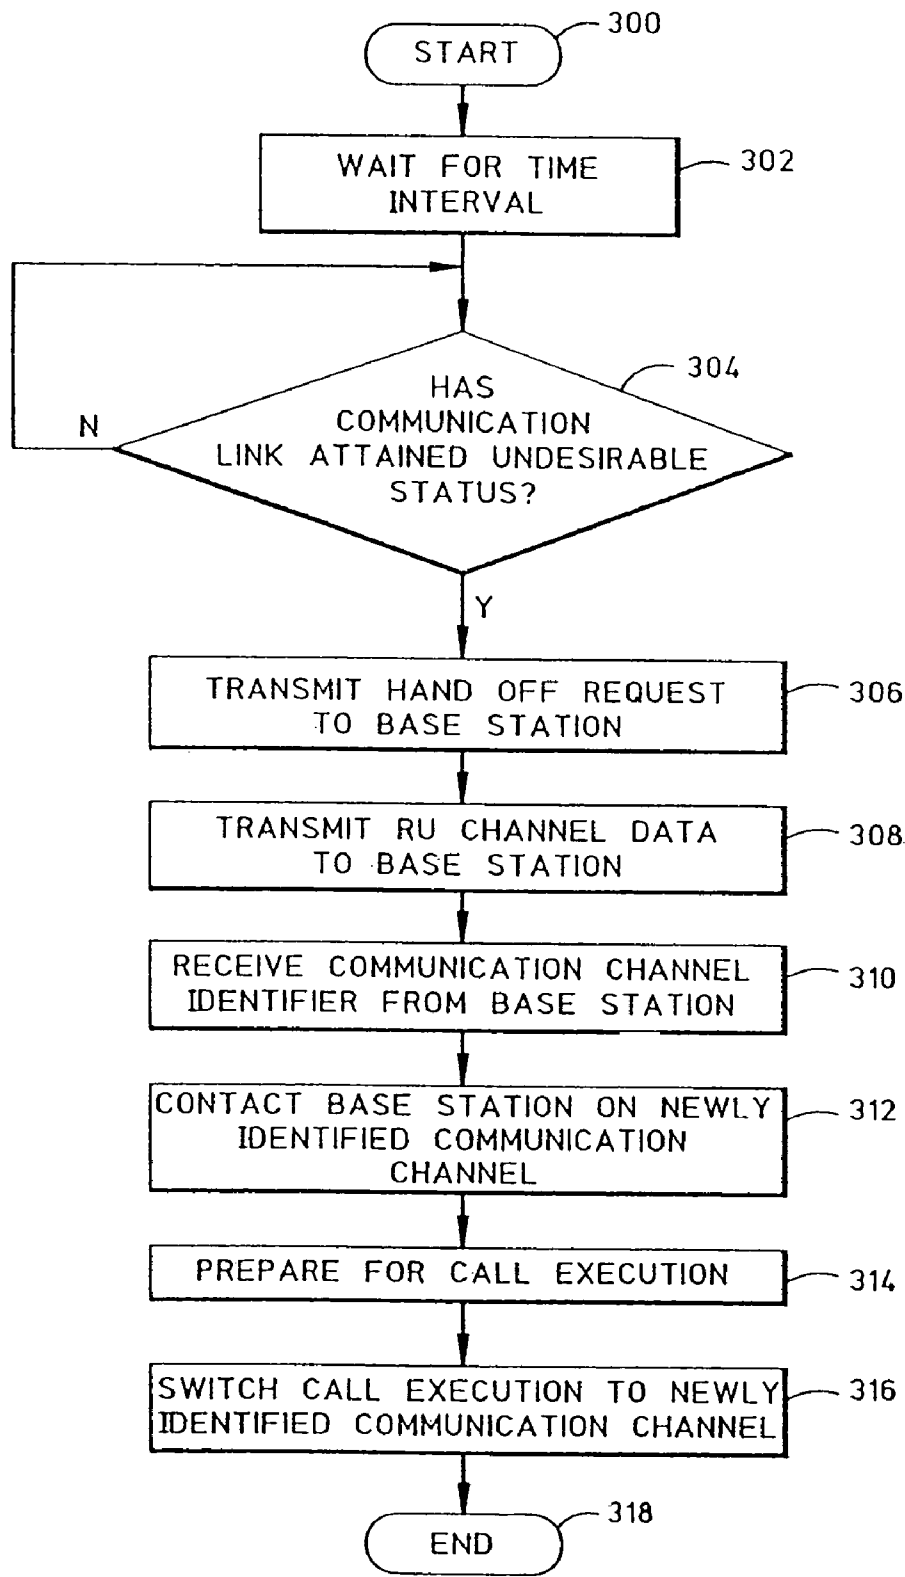 START
300
WAIT FOR TIME
INTERVAL
302
HAS
COMMUNICATION
LINK ATTAINED UNDESIRABLE
STATUS?
304
N
Y
TRANSMIT HAND OFF REQUEST
TO BASE STATION
306
TRANSMIT RU CHANNEL DATA
TO BASE STATION
308
RECEIVE COMMUNICATION CHANNEL
IDENTIFIER FROM BASE STATION
310
CONTACT BASE STATION ON NEWLY
IDENTIFIED COMMUNICATION
CHANNEL
312
PREPARE FOR CALL EXECUTION
314
SWITCH CALL EXECUTION TO NEWLY
IDENTIFIED COMMUNICATION CHANNEL
316
END
318